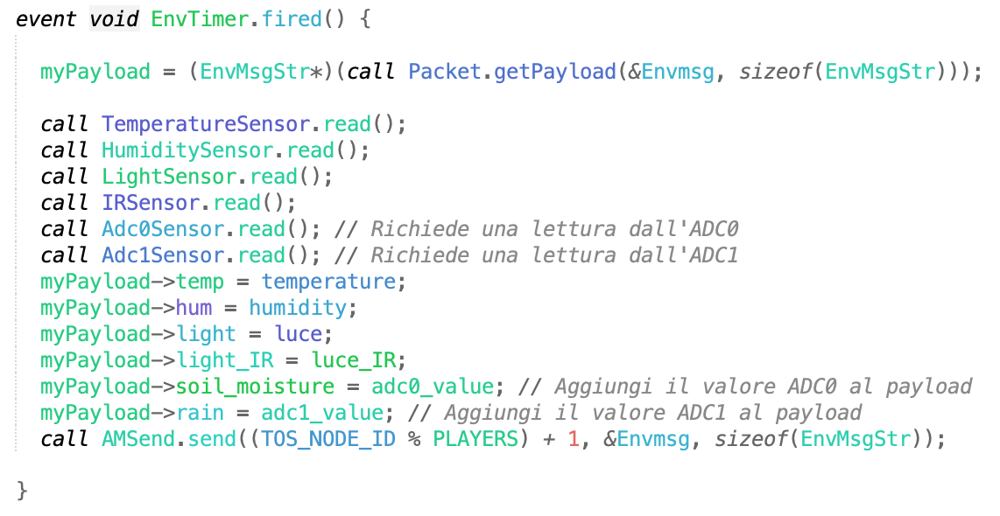 event void EnvTimer.fired() {
myPayload = (EnvMsgStr*)(call Packet.getPayload(&Envmsg, sizeof(EnvMsgStr)));
call TemperatureSensor.read();
call HumiditySensor.read();
call LightSensor.read();
call IRSensor.read();
call Adc0Sensor.read(); // Richiede una lettura dall'ADC0
call Adc1Sensor.read(); // Richiede una lettura dall'ADC1
myPayload->temp = temperature;
myPayload->hum = humidity;
myPayload->light = luce;
myPayload->light_IR = luce_IR;
myPayload->soil_moisture = adc0_value; // Aggiungi il valore ADC0 al payload
myPayload->rain = adc1_value; // Aggiungi il valore ADC1 al payload
call AMSend.send((TOS_NODE_ID % PLAYERS) + 1, &Envmsg, sizeof(EnvMsgStr));
}